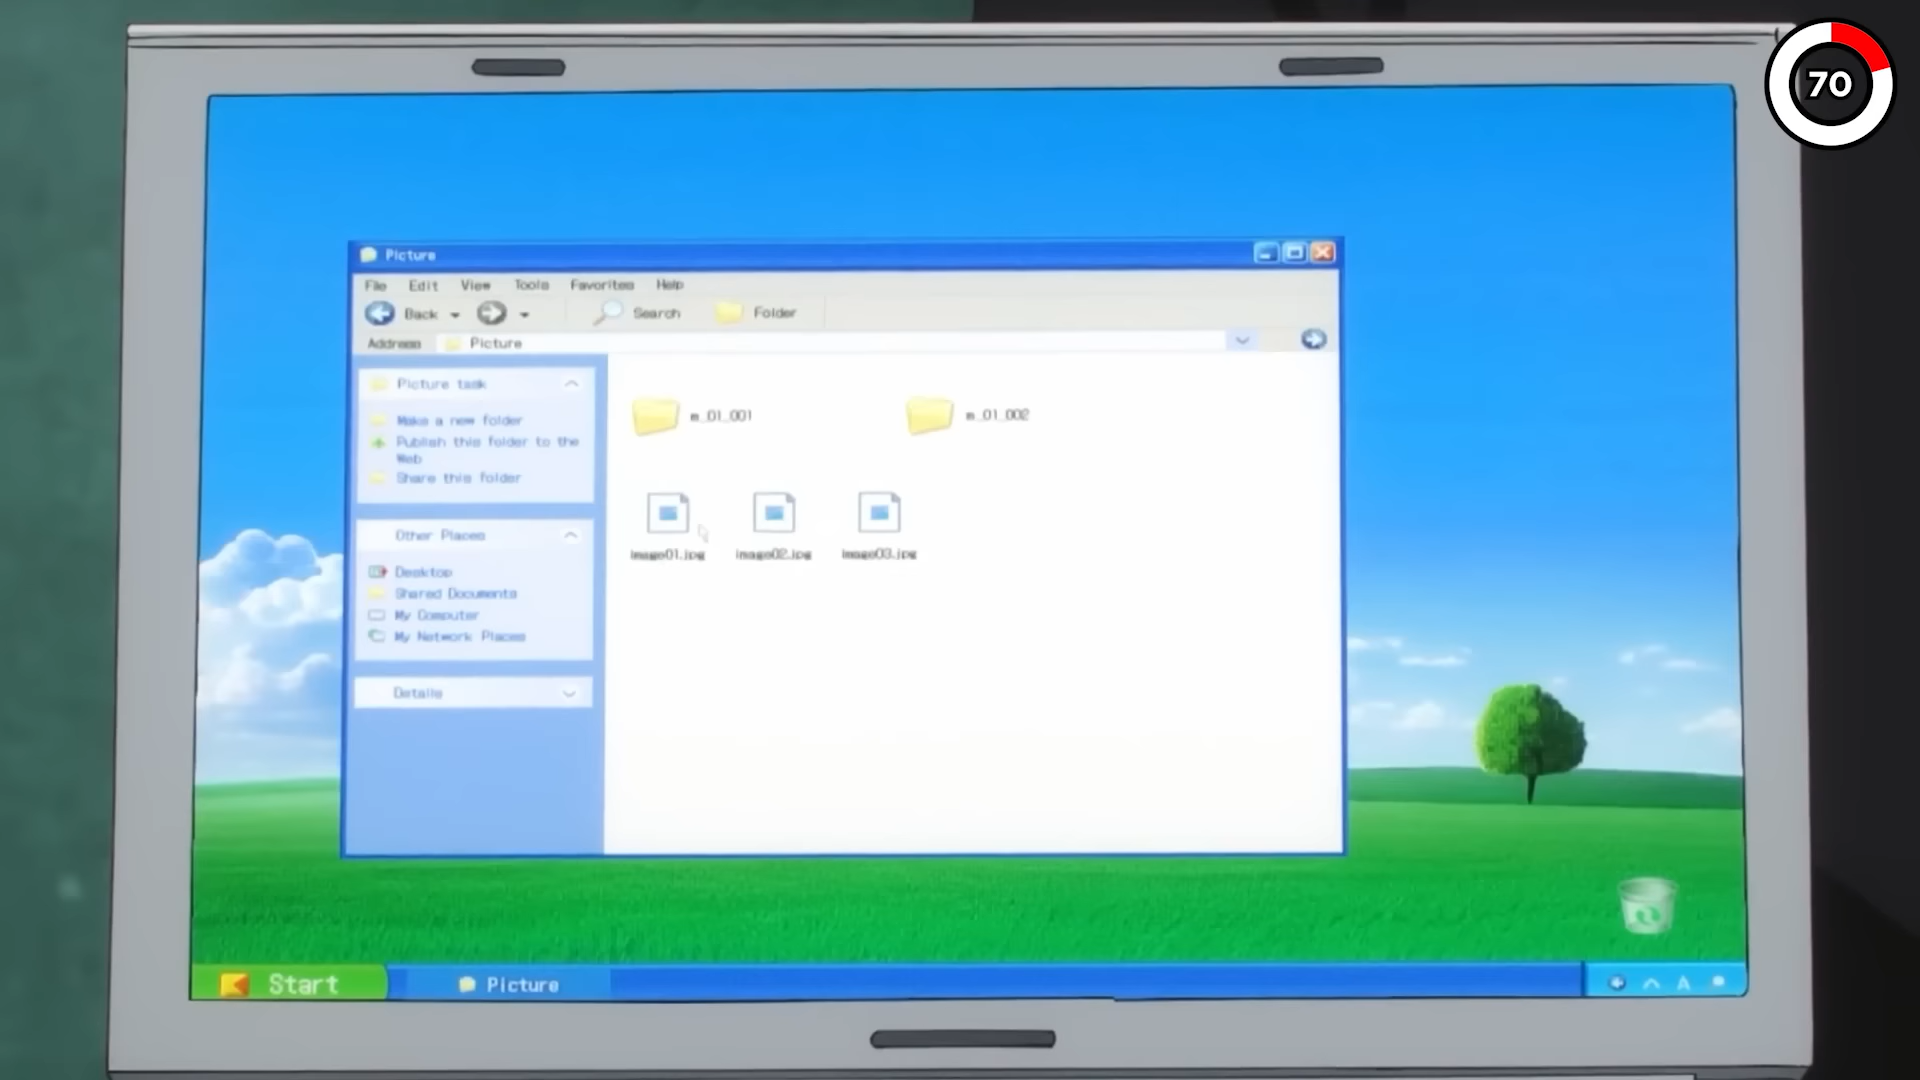 70
Picture
File Edit View Tools Favorites Help
Back Search Folder
Address Picture
Picture task
Make a new folder
Publish this folder to the
Web
Share this folder
Other Places
Desktop
Shared Documents
My Computer
My Network Places
Details
m_01_001 m_01_002
image01.jpg image02.jpg image03.jpg
Start Picture A